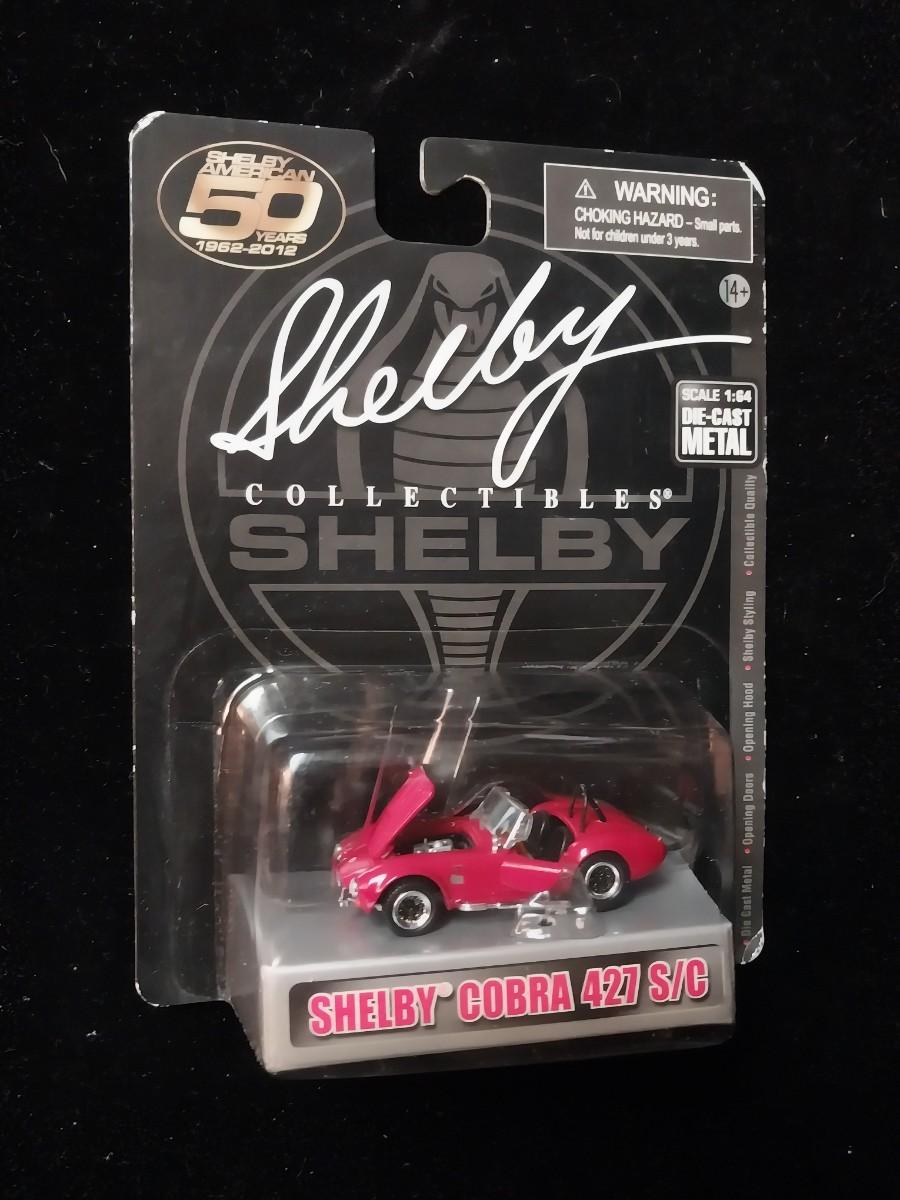 SHELBY
AMERICAN
50
YEARS
1962-2012
WARNING:
CHOKING HAZARD – Small parts.
Not for children under 3 years.
14+
Shelby
SCALE 1:64
DIE-CAST
METAL
COLLECTIBLES®
SHELBY
• Die Cast Metal • Opening Doors • Opening Hood • Shelby Styling • Collectible Quality
SHELBY® COBRA 427 S/C